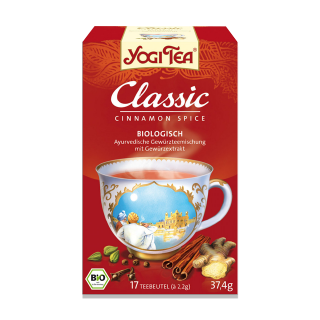 YOGI TEA
Classic
CINNAMON SPICE
BIOLOGISCH
Ayurvedische Gewürzteemischung
mit Gewürzextrakt
BIO
17 TEEBEUTEL (à 2,2g)
37,4g